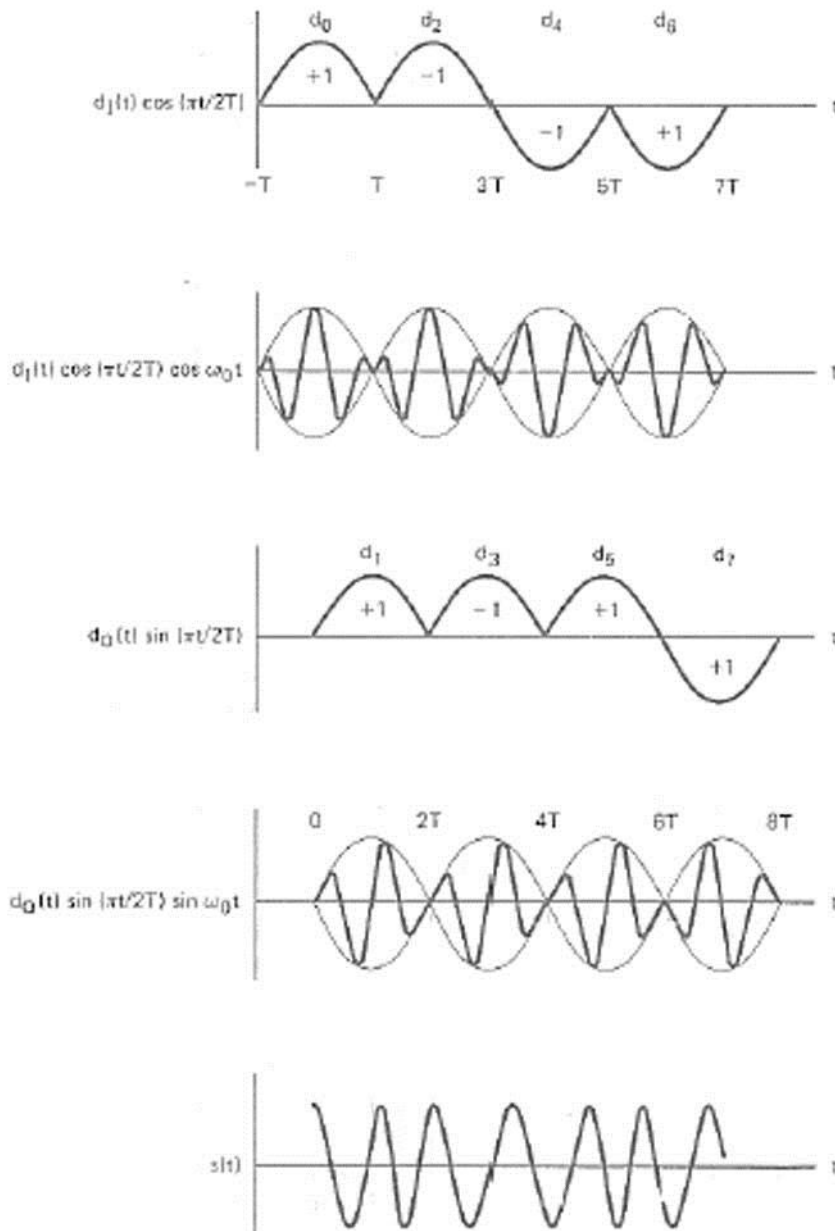 d₀ d₂ d₄ d₆
+1 -1
d_I(t) cos (πt/2T) t
-1 +1
-T T 3T 5T 7T
d_I(t) cos (πt/2T) cos ω₀t t
d₁ d₃ d₅ d₇
+1 -1 +1
d_Q(t) sin (πt/2T) t
+1
0 2T 4T 6T 8T
d_Q(t) sin (πt/2T) sin ω₀t t
s(t) t